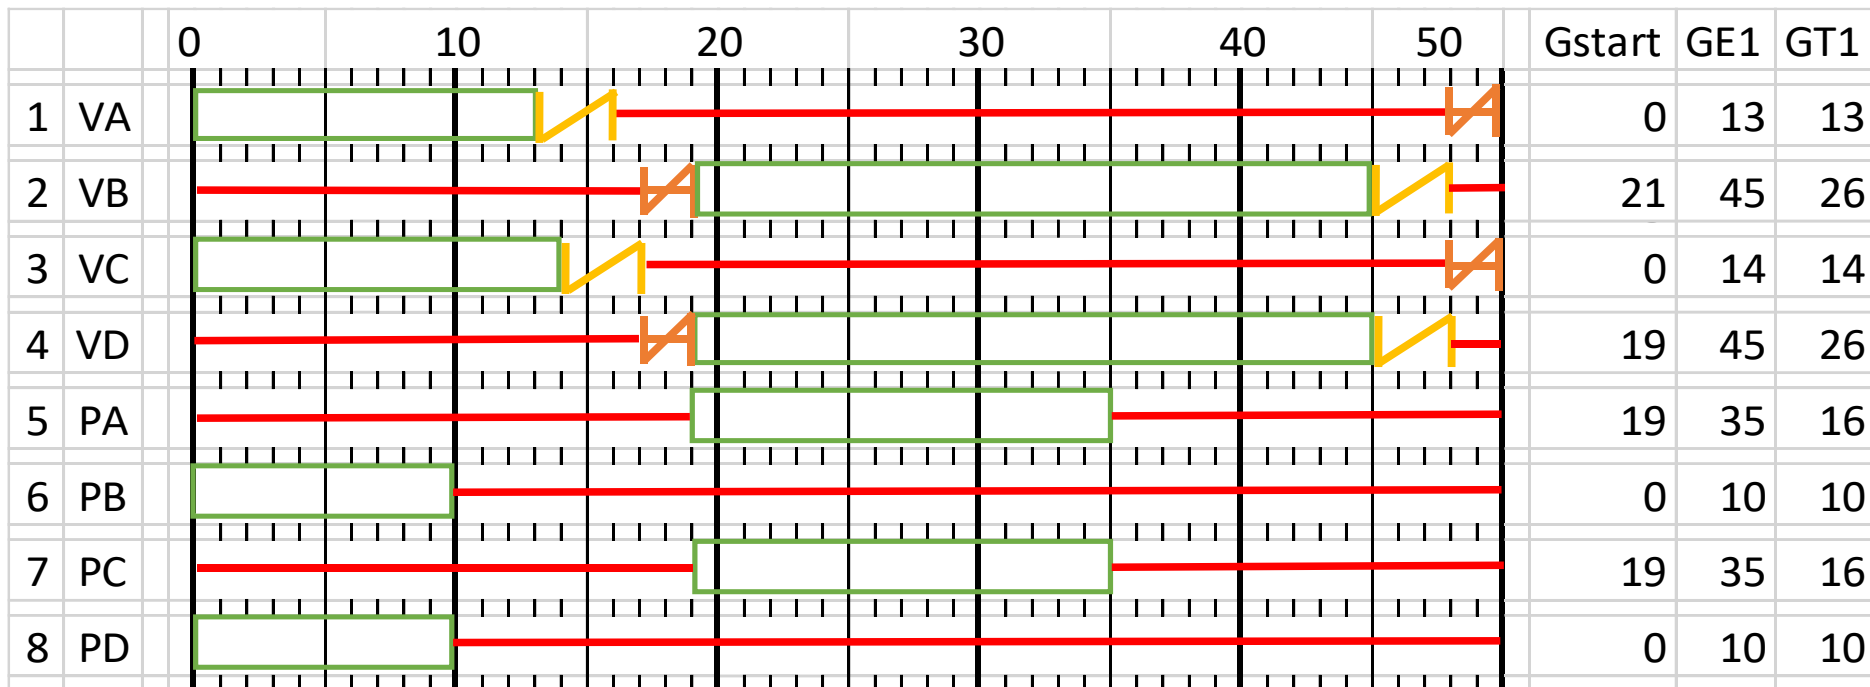 0 10 20 30 40 50 Gstart GE1 GT1
1 VA 0 13 13
2 VB 21 45 26
3 VC 0 14 14
4 VD 19 45 26
5 PA 19 35 16
6 PB 0 10 10
7 PC 19 35 16
8 PD 0 10 10